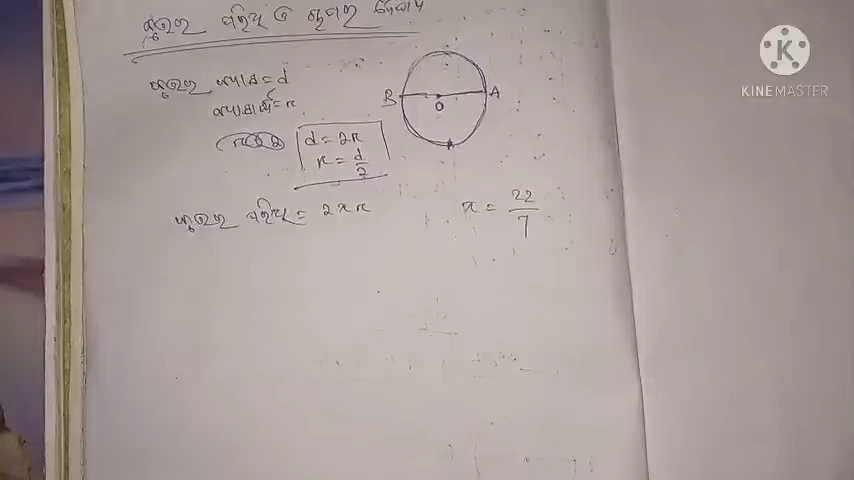 ବୃତ୍ତର ପରିଧି ଓ
ବୃତ୍ତର ବ୍ୟାସ = d
ବ୍ୟାସାର୍ଦ୍ଧ = r
d = 2r
r = d/2
B
O
A
ବୃତ୍ତର ପରିଧି = 2πr
π = 22/7
K
KINEMASTER